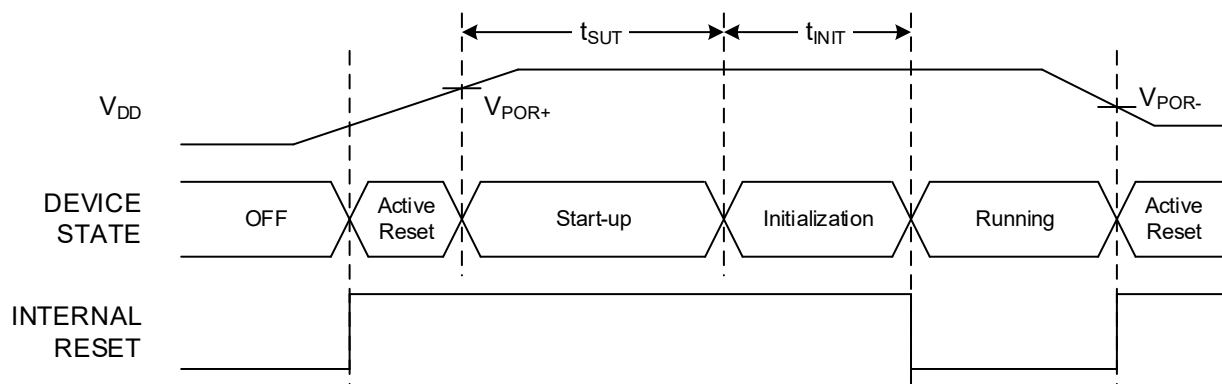 tSUT
tINIT
VDD
VPOR+
VPOR-
DEVICE
STATE
OFF
Active
Reset
Start-up
Initialization
Running
Active
Reset
INTERNAL
RESET